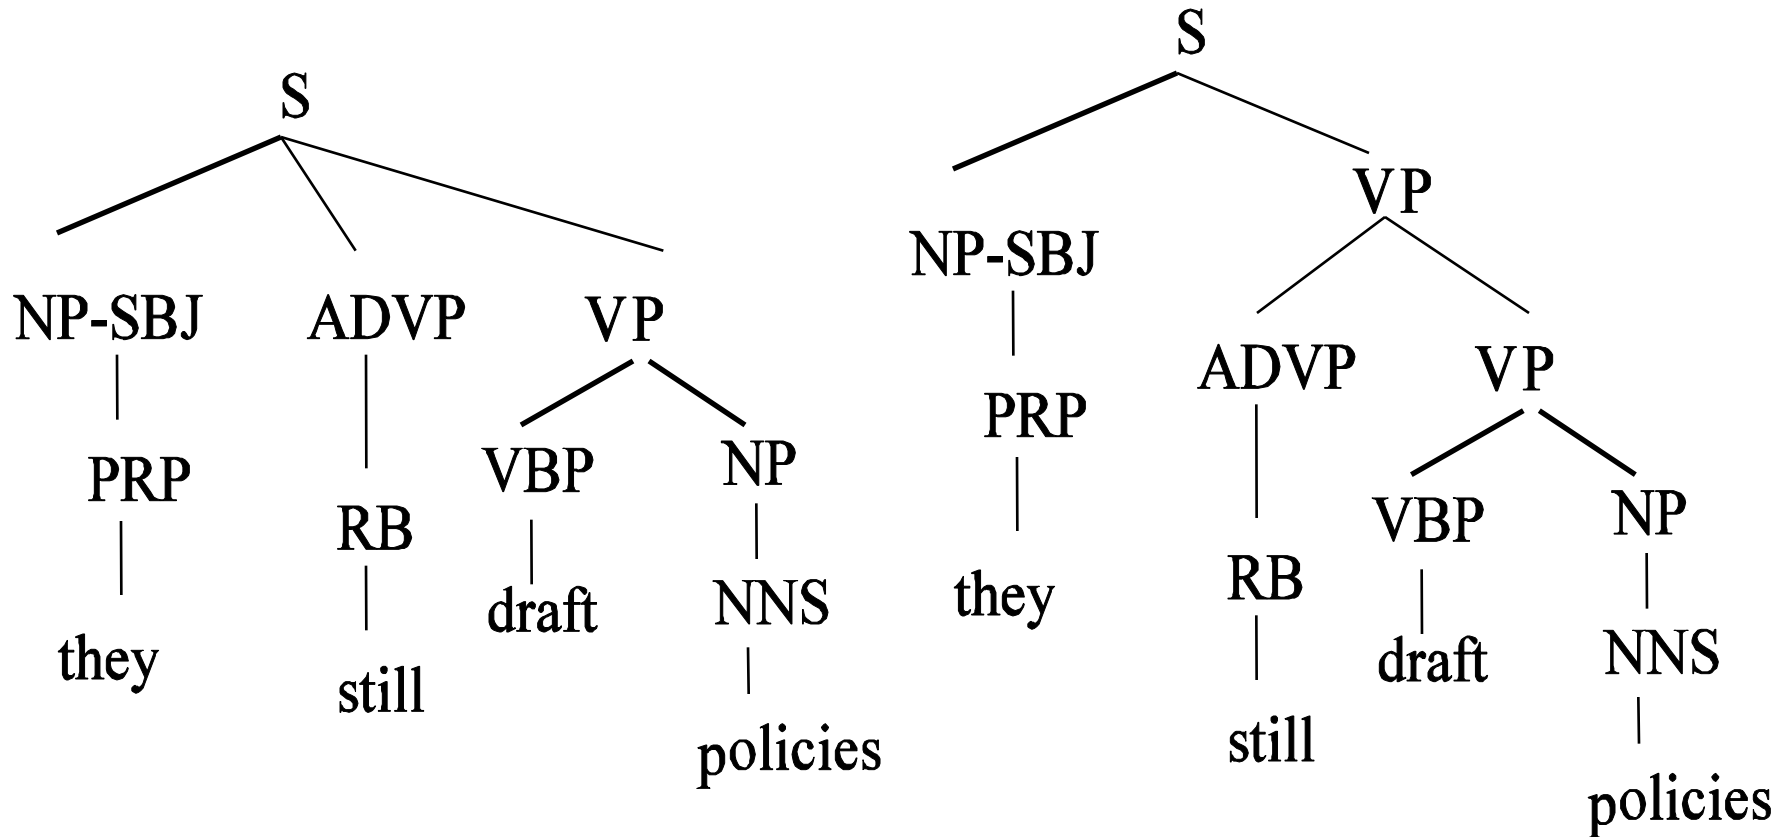 S
NP-SBJ ADVP VP
PRP RB VBP NP
they still draft NNS
policies
S
VP
NP-SBJ ADVP VP
PRP RB VBP NP
they still draft NNS
policies